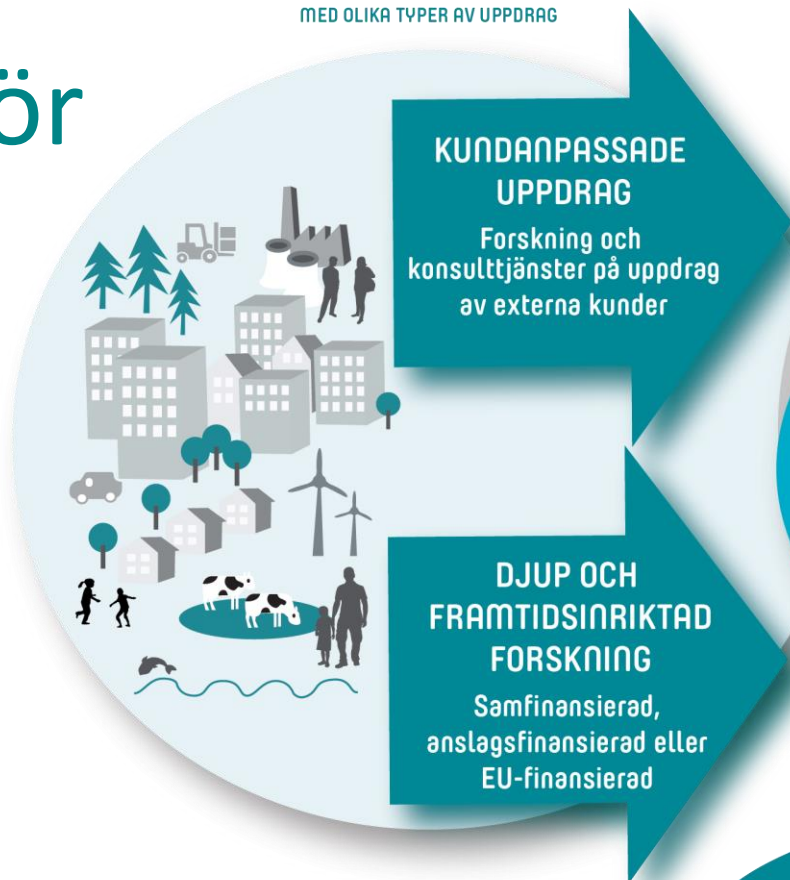 MED OLIKA TYPER AV UPPDRAG
ör
KUNDANPASSADE
UPPDRAG
Forskning och
konsulttjänster på uppdrag
av externa kunder
DJUP OCH
FRAMTIDSINRIKTAD
FORSKNING
Samfinansierad,
anslagsfinansierad eller
EU-finansierad